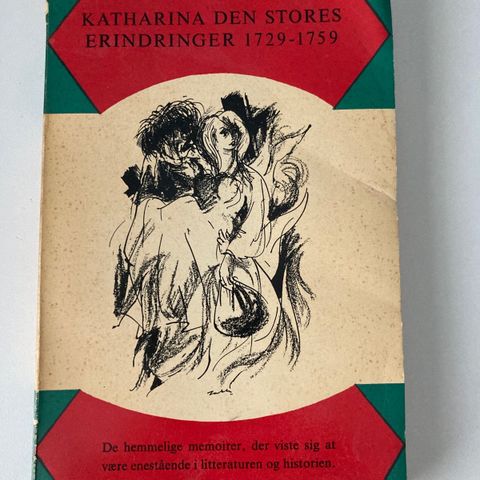 KATHARINA DEN STORES
ERINDRINGER 1729-1759
De hemmelige memoirer, der viste sig at
være enestående i litteraturen og historien.